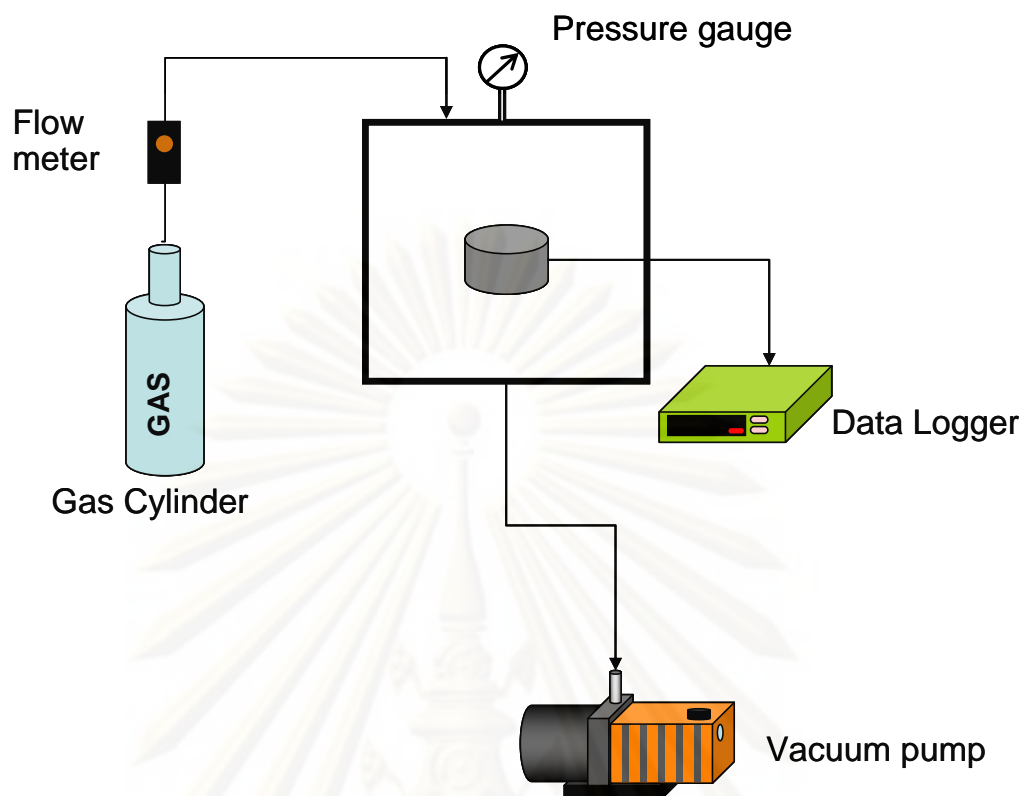 Pressure gauge
Flow
meter
GAS
Data Logger
Gas Cylinder
Vacuum pump